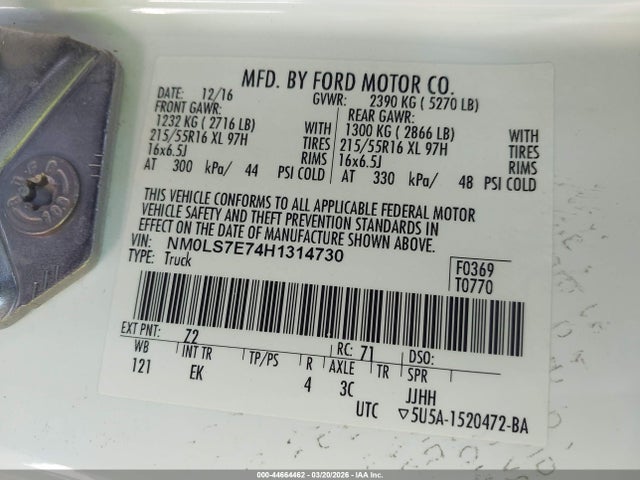 MFD. BY FORD MOTOR CO.
DATE: 12/16 GVWR: 2390 KG ( 5270 LB)
FRONT GAWR: REAR GAWR:
1232 KG ( 2716 LB) WITH 1300 KG ( 2866 LB) WITH
215/55R16 XL 97H TIRES 215/55R16 XL 97H TIRES
16x6.5J RIMS 16x6.5J RIMS
AT 300 kPa/ 44 PSI COLD AT 330 kPa/ 48 PSI COLD
THIS VEHICLE CONFORMS TO ALL APPLICABLE FEDERAL MOTOR
VEHICLE SAFETY AND THEFT PREVENTION STANDARDS IN
EFFECT ON THE DATE OF MANUFACTURE SHOWN ABOVE.
VIN: NM0LS7E74H1314730
TYPE: Truck
F0369
T0770
EXT PNT: Z2 RC: 71 DSO:
WB INT TR TP/PS R AXLE TR SPR
121 EK 4 3C JJHH
UTC ▽5U5A-1520472-BA
000-44664462 - 03/20/2026 - COPYRIGHT IAA, LLC.